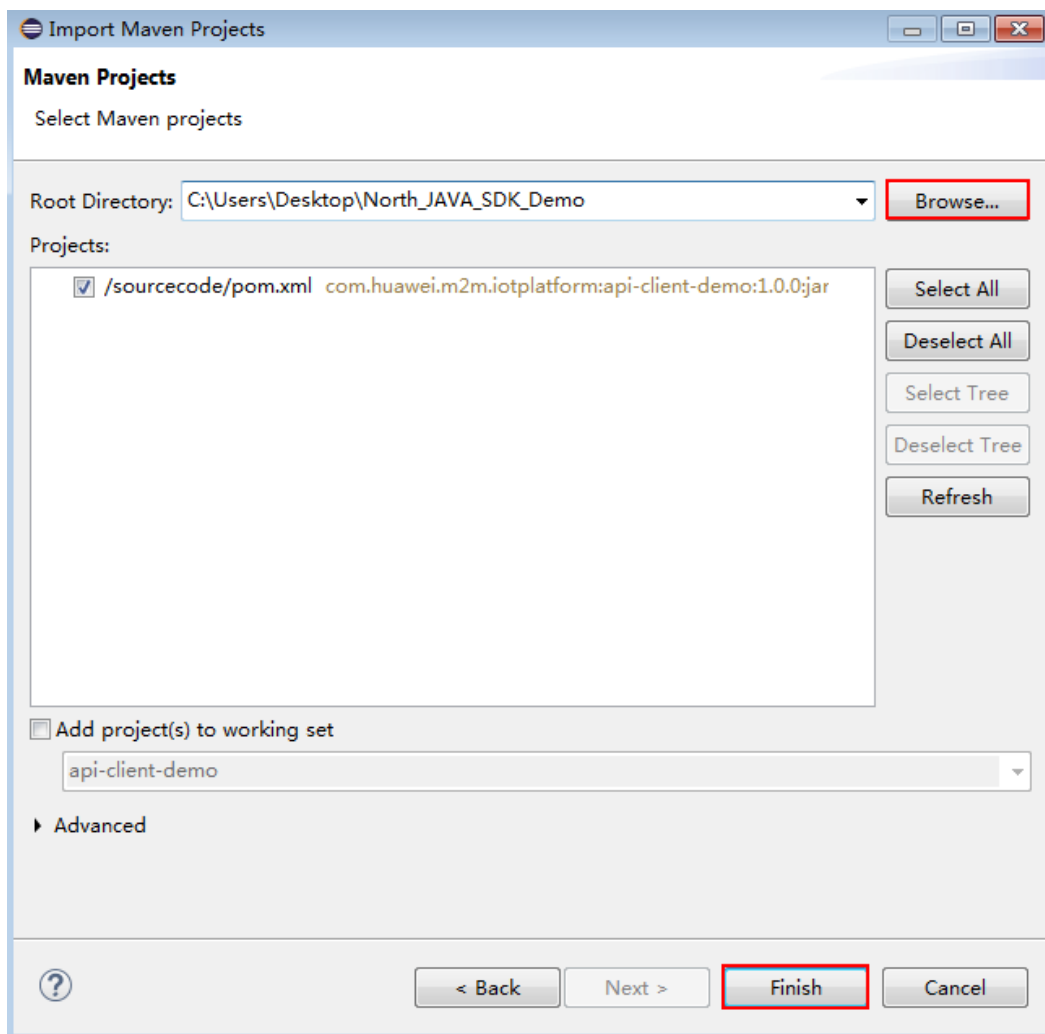 Import Maven Projects
Maven Projects
Select Maven projects
Root Directory: C:\Users\Desktop\North_JAVA_SDK_Demo Browse...
Projects:
/sourcecode/pom.xml com.huawei.m2m.iotplatform:api-client-demo:1.0.0:jar
Select All
Deselect All
Select Tree
Deselect Tree
Refresh
Add project(s) to working set
api-client-demo
Advanced
? < Back Next > Finish Cancel